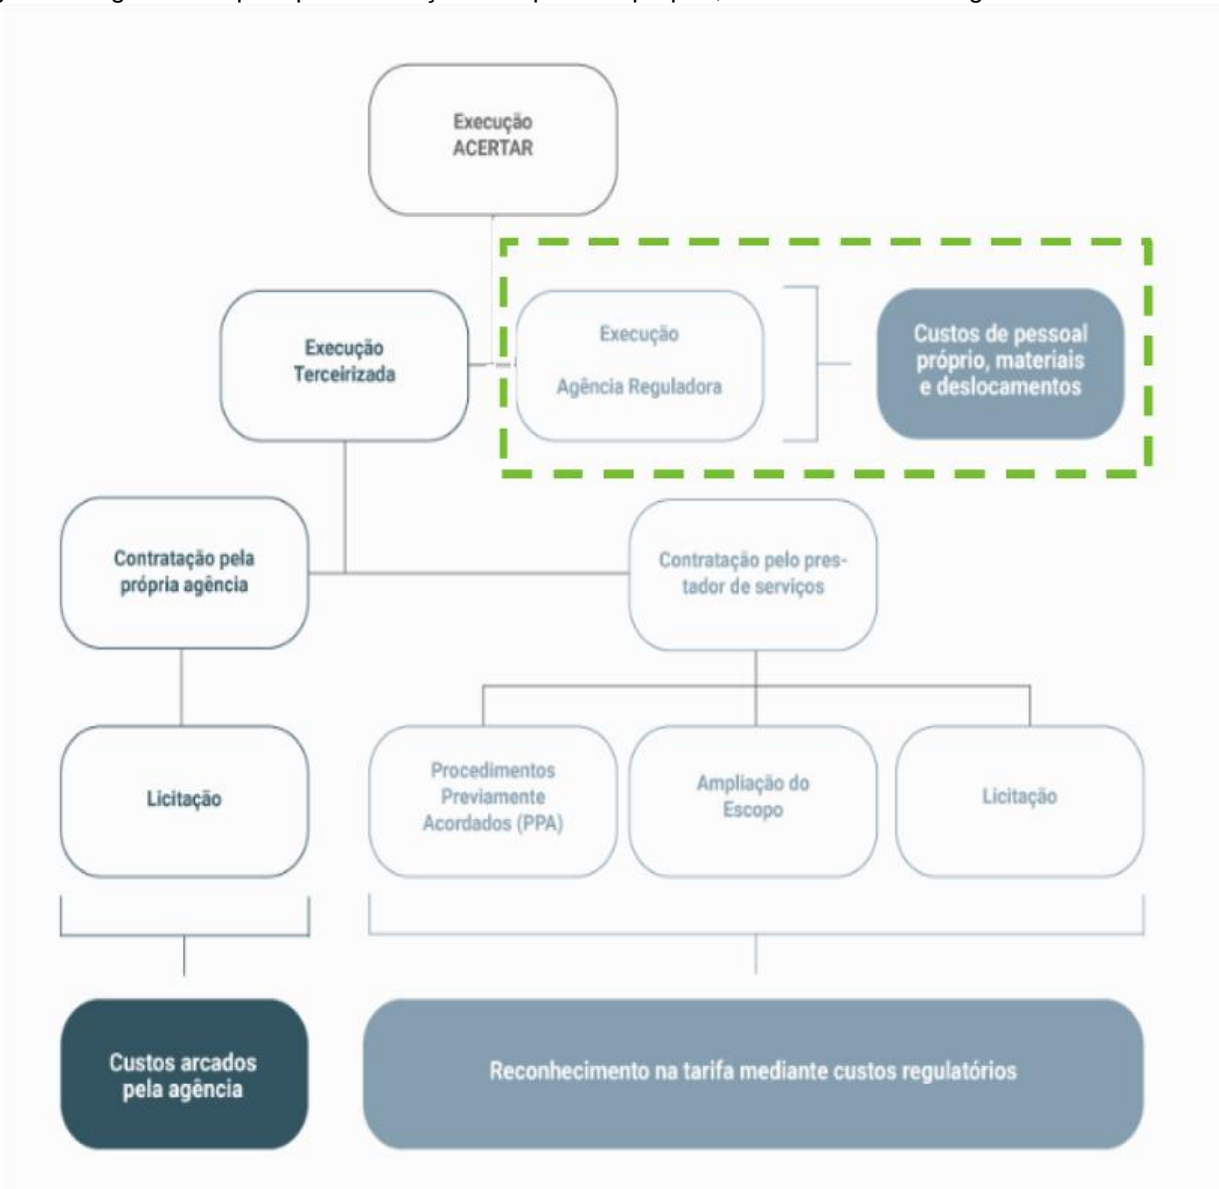 Execução
ACERTAR
Execução
Terceirizada
Execução
Agência Reguladora
Custos de pessoal
próprio, materiais
e deslocamentos
Contratação pela
própria agência
Contratação pelo pres-
tador de serviços
Licitação
Procedimentos
Previamente
Acordados (PPA)
Ampliação do
Escopo
Licitação
Custos arcados
pela agência
Reconhecimento na tarifa mediante custos regulatórios